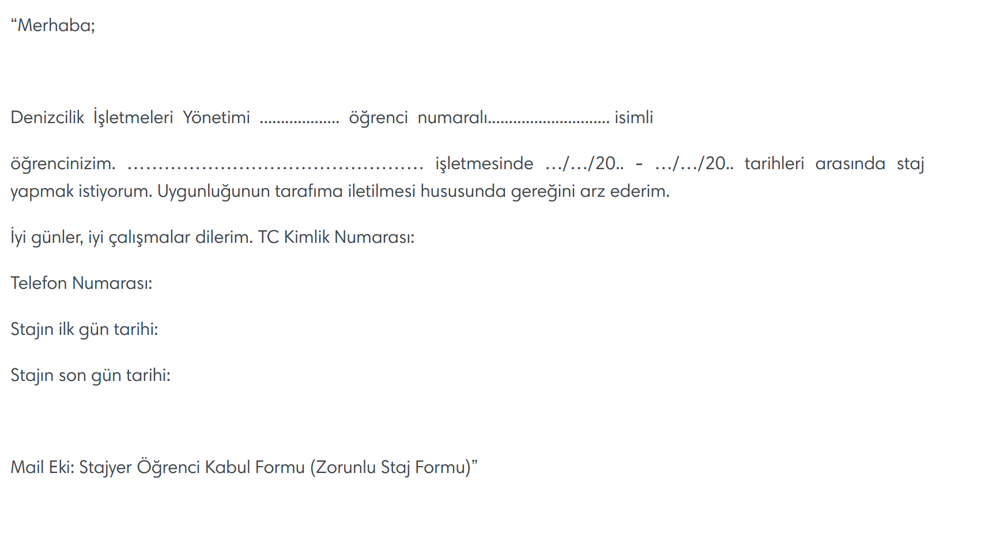 “Merhaba;
Denizcilik İşletmeleri Yönetimi ................... öğrenci numaralı............................. isimli
öğrencinizim. ………………………………………… işletmesinde …/…/20.. - …/…/20.. tarihleri arasında staj
yapmak istiyorum. Uygunluğunun tarafıma iletilmesi hususunda gereğini arz ederim.
İyi günler, iyi çalışmalar dilerim. TC Kimlik Numarası:
Telefon Numarası:
Stajın ilk gün tarihi:
Stajın son gün tarihi:
Mail Eki: Stajyer Öğrenci Kabul Formu (Zorunlu Staj Formu)”